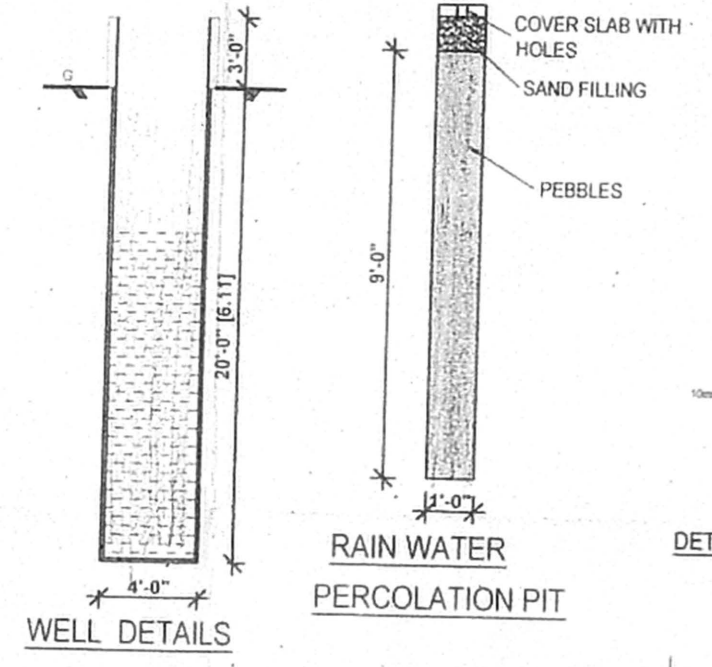 G
3'-0"
20'-0" [6.11]
4'-0"
WELL DETAILS
COVER SLAB WITH
HOLES
SAND FILLING
PEBBLES
9'-0"
1'-0"
RAIN WATER
PERCOLATION PIT
DET